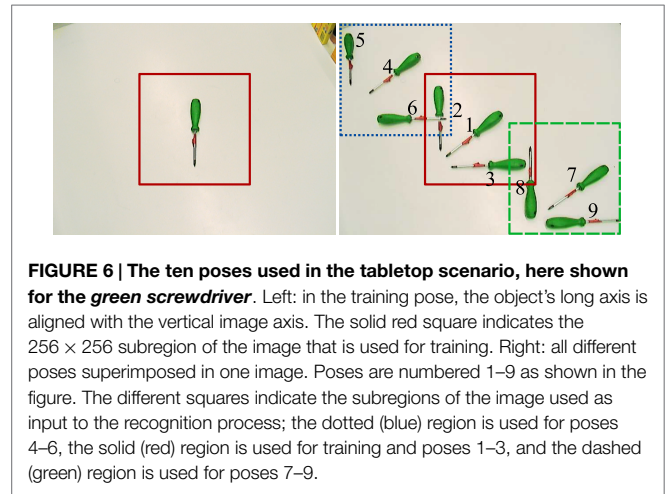 5
4
6
2
1
3
8
7
9
FIGURE 6 | The ten poses used in the tabletop scenario, here shown
for the green screwdriver. Left: in the training pose, the object's long axis is
aligned with the vertical image axis. The solid red square indicates the
256 × 256 subregion of the image that is used for training. Right: all different
poses superimposed in one image. Poses are numbered 1–9 as shown in the
figure. The different squares indicate the subregions of the image used as
input to the recognition process; the dotted (blue) region is used for poses
4–6, the solid (red) region is used for training and poses 1–3, and the dashed
(green) region is used for poses 7–9.